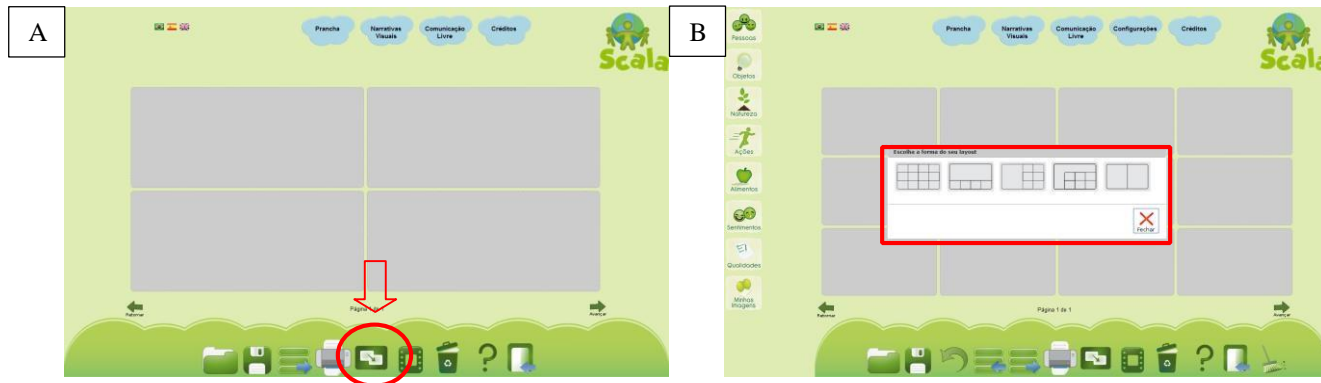 A
Prancha
Narrativas
Visuais
Comunicação
Livre
Créditos
Scala
Retornar
Página 1 de 1
Avançar
?
B
Pessoas
Objetos
Natureza
Ações
Alimentos
Sentimentos
Qualidades
Minhas
Imagens
Prancha
Narrativas
Visuais
Comunicação
Livre
Configurações
Créditos
Scala
Escolha a forma do seu layout
Fechar
Retornar
Página 1 de 1
Avançar
?